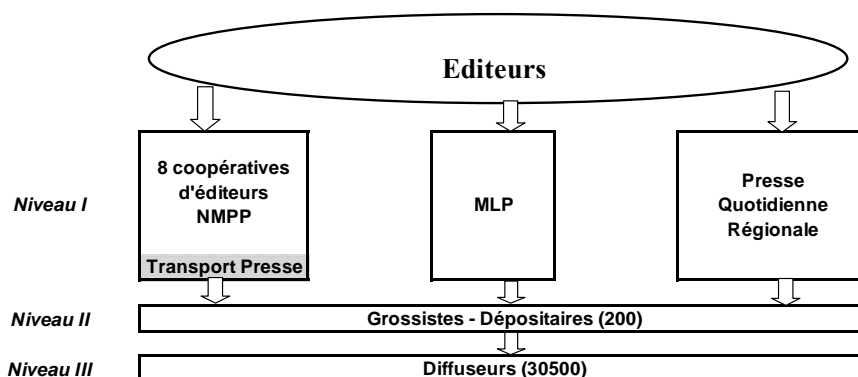 Editeurs
Niveau I
8 coopératives
d'éditeurs
NMPP
Transport Presse
MLP
Presse
Quotidienne
Régionale
Niveau II
Grossistes - Dépositaires (200)
Niveau III
Diffuseurs (30500)